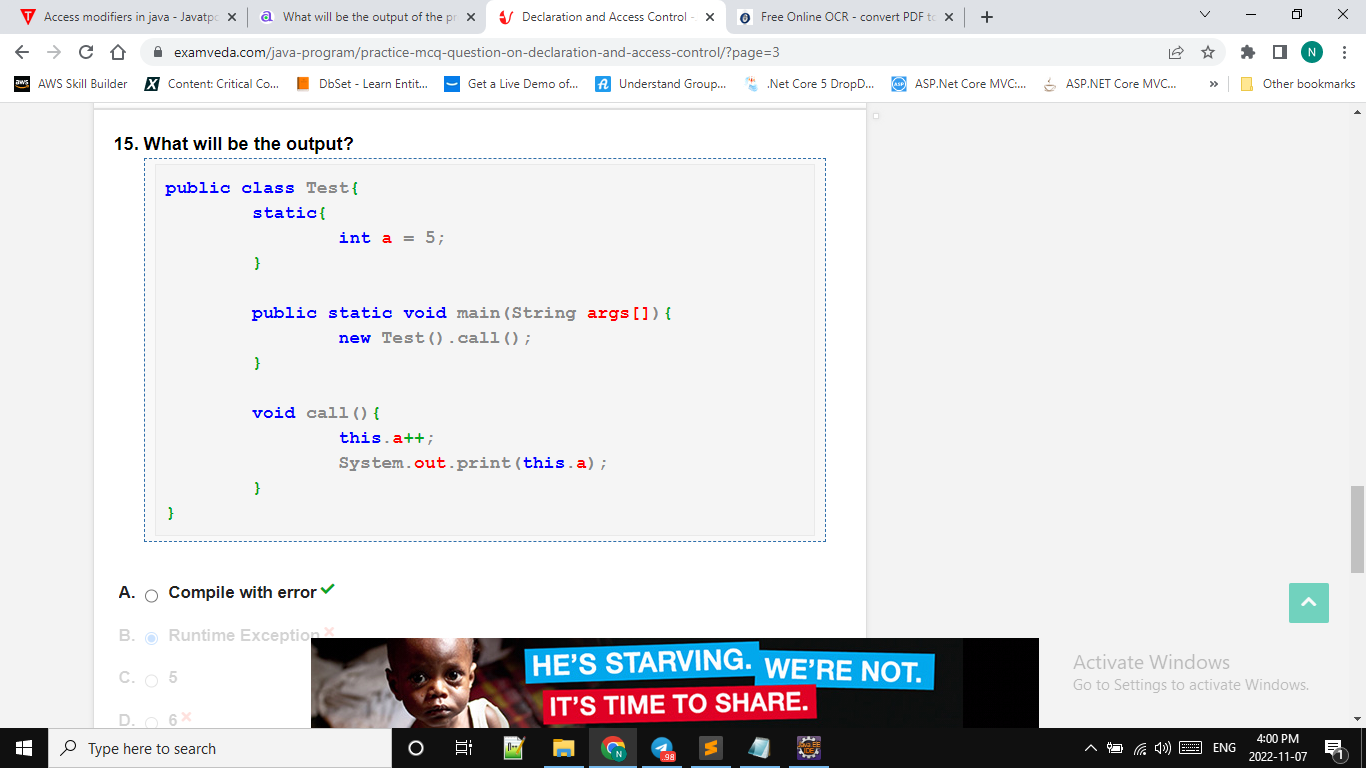 Access modifiers in java - Javatpo
What will be the output of the pr
Declaration and Access Control -
Free Online OCR - convert PDF to
examveda.com/java-program/practice-mcq-question-on-declaration-and-access-control/?page=3
N
aws AWS Skill Builder
Content: Critical Co...
DbSet - Learn Entit...
Get a Live Demo of...
Understand Group...
.Net Core 5 DropD...
ASP.Net Core MVC:...
ASP.NET Core MVC...
»
Other bookmarks
15. What will be the output?
public class Test{
static{
int a = 5;
}
public static void main(String args[]){
new Test().call();
}
void call(){
this.a++;
System.out.print(this.a);
}
}
A. Compile with error
B. Runtime Exception
C. 5
D. 6
HE'S STARVING. WE'RE NOT.
IT'S TIME TO SHARE.
Activate Windows
Go to Settings to activate Windows.
Type here to search
N
.98
ENG
4:00 PM
2022-11-07
1